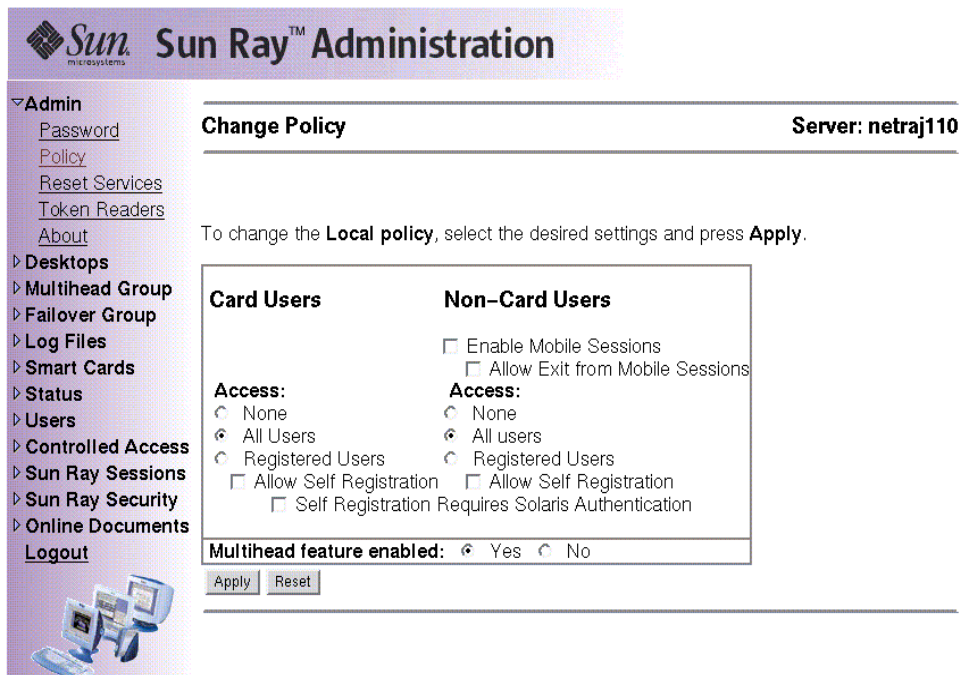 Sun microsystems Sun Ray™ Administration
Admin
Password
Policy
Reset Services
Token Readers
About
Desktops
Multihead Group
Failover Group
Log Files
Smart Cards
Status
Users
Controlled Access
Sun Ray Sessions
Sun Ray Security
Online Documents
Logout
Change Policy Server: netraj110
To change the Local policy, select the desired settings and press Apply.
Card Users Non-Card Users
Enable Mobile Sessions
Allow Exit from Mobile Sessions
Access: Access:
None None
All Users All users
Registered Users Registered Users
Allow Self Registration Allow Self Registration
Self Registration Requires Solaris Authentication
Multihead feature enabled: Yes No
Apply Reset